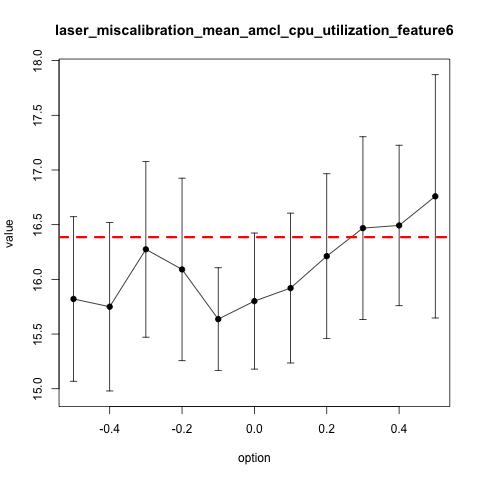 laser_miscalibration_mean_amcl_cpu_utilization_feature6
value
18.0
17.5
17.0
16.5
16.0
15.5
15.0
-0.4 -0.2 0.0 0.2 0.4
option